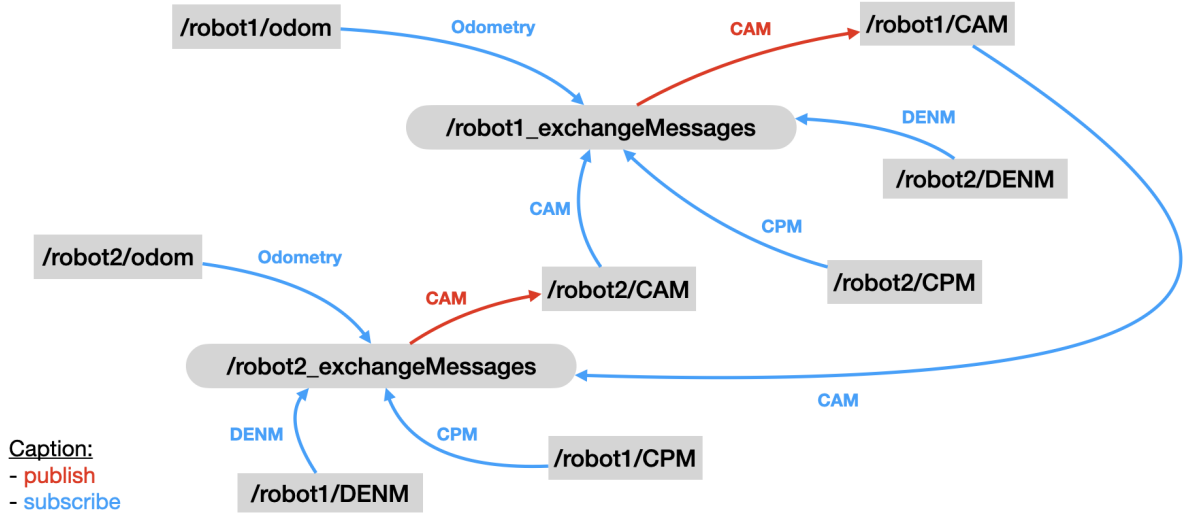 /robot1/odom
Odometry
CAM
/robot1/CAM
/robot1_exchangeMessages
DENM
/robot2/DENM
CAM
CPM
/robot2/odom
Odometry
/robot2/CAM
/robot2/CPM
CAM
/robot2_exchangeMessages
CAM
DENM
CPM
/robot1/CPM
/robot1/DENM
Caption:
- publish
- subscribe